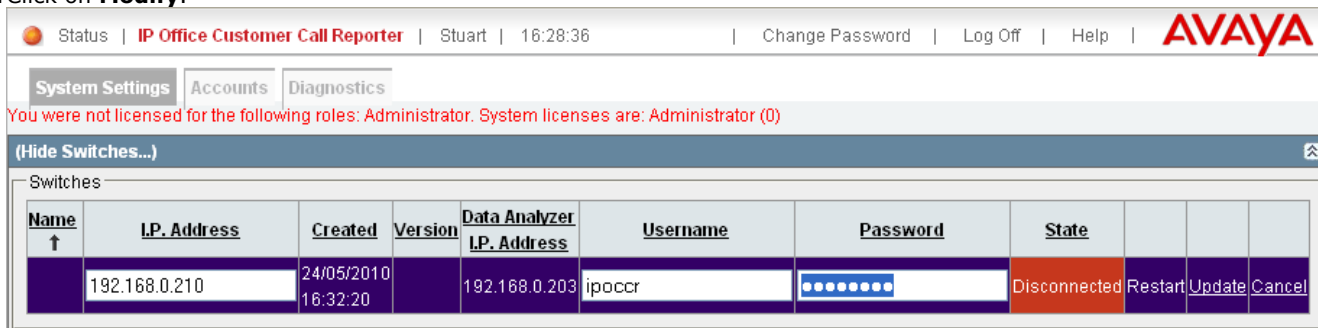 Click on Modify.
Status | IP Office Customer Call Reporter | Stuart | 16:28:36 | Change Password | Log Off | Help | AVAYA
System Settings Accounts Diagnostics
You were not licensed for the following roles: Administrator. System licenses are: Administrator (0)
(Hide Switches...)
Switches
Name ↑ I.P. Address Created Version Data Analyzer I.P. Address Username Password State
192.168.0.210 24/05/2010 16:32:20 192.168.0.203 ipoccr •••••••• Disconnected Restart Update Cancel